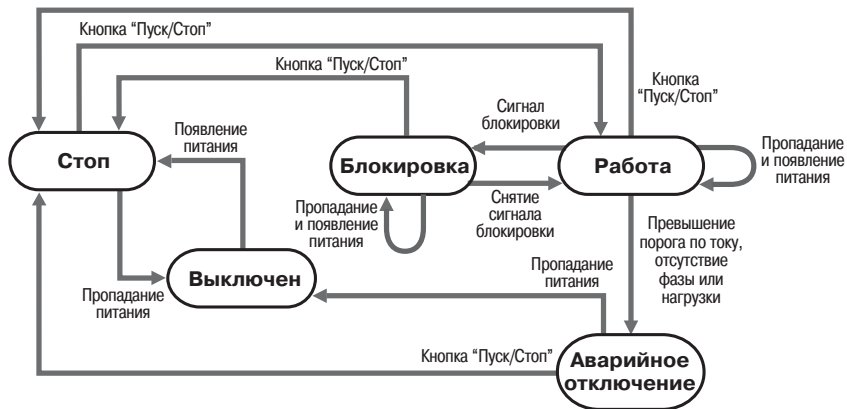 Кнопка “Пуск/Стоп”
Кнопка “Пуск/Стоп”
Кнопка
“Пуск/Стоп”
Сигнал
блокировки
Появление
питания
Стоп
Блокировка
Работа
Пропадание
и появление
питания
Пропадание
и появление
питания
Снятие
сигнала
блокировки
Превышение
порога по току,
отсутствие
фазы или
нагрузки
Выключен
Пропадание
питания
Пропадание
питания
Кнопка “Пуск/Стоп”
Аварийное
отключение